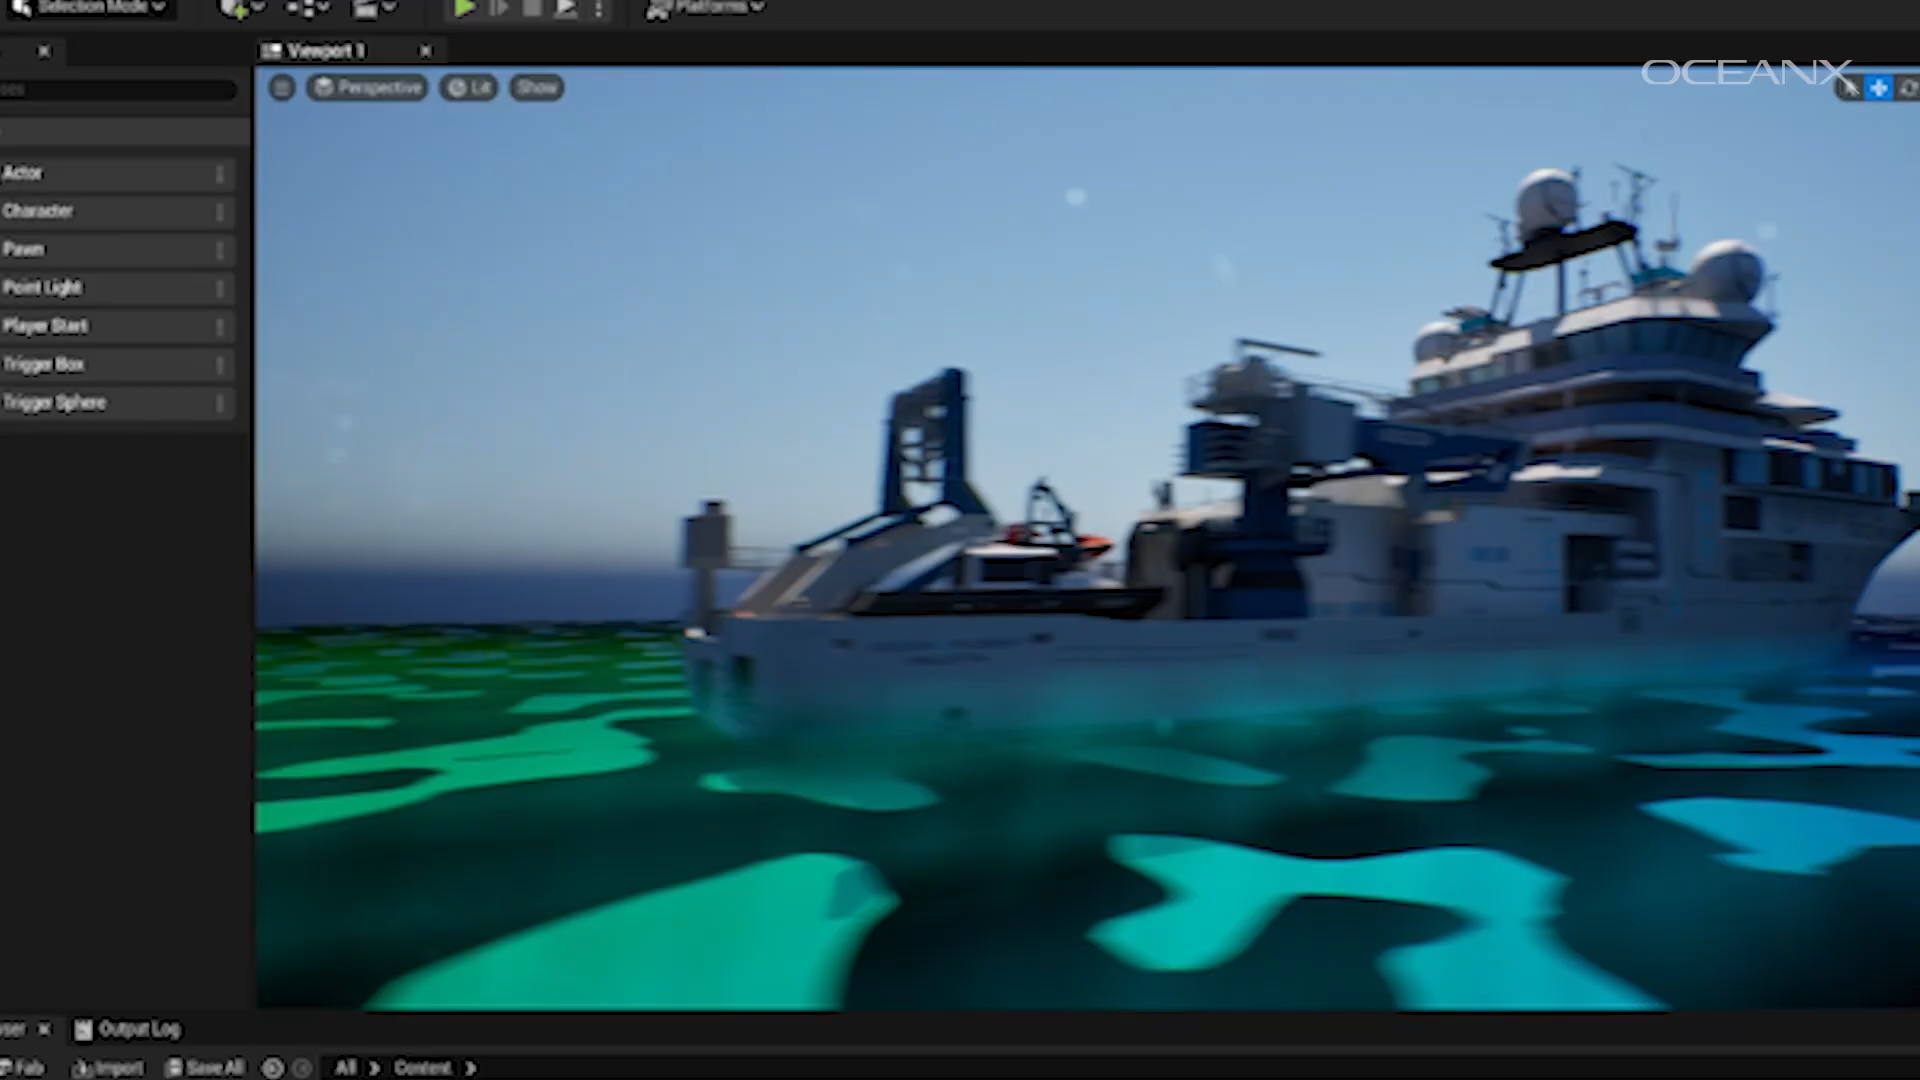 Selection Mode
Platforms
Viewport 1
OCEANX
Perspective
Lit
Show
Actor
Character
Pawn
Point Light
Player Start
Trigger Box
Trigger Sphere
Output Log
Fab
Import
Save All
All
Content